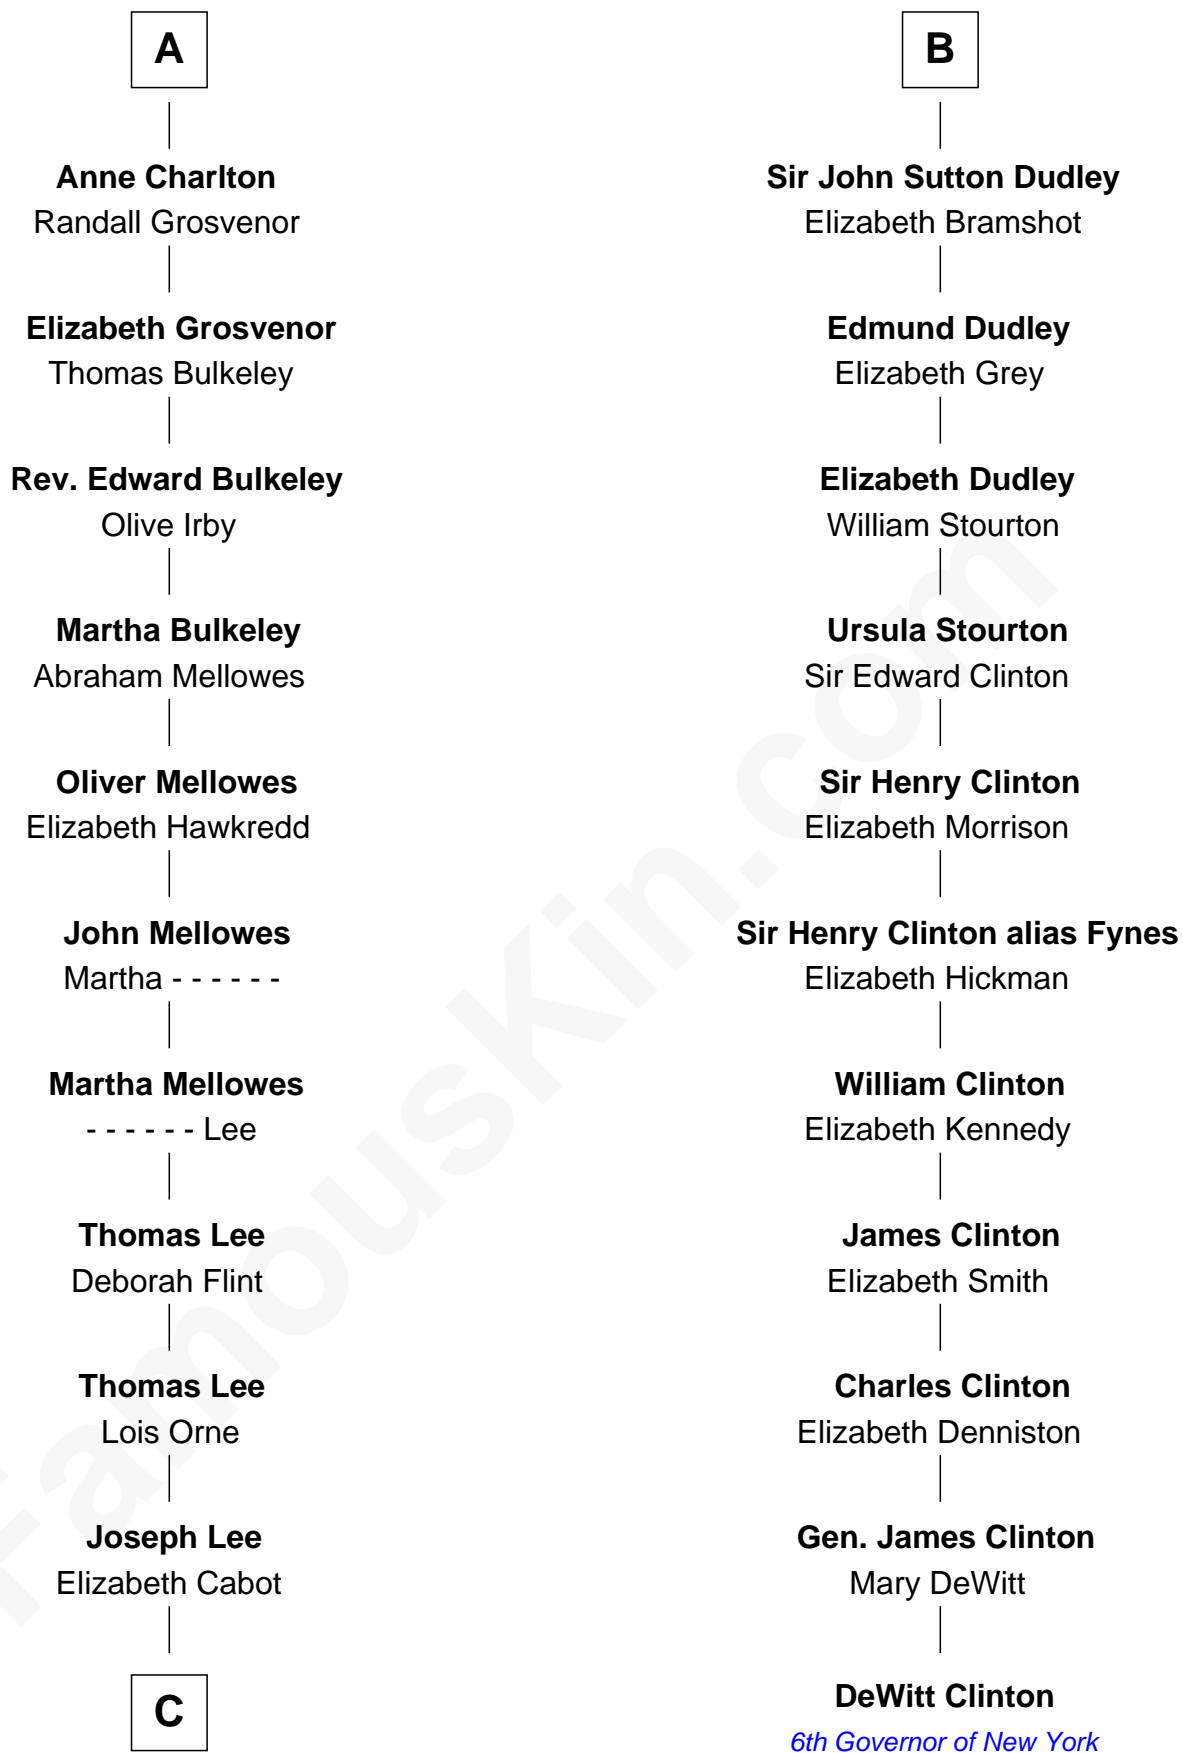 A
Anne Charlton
Randall Grosvenor
Elizabeth Grosvenor
Thomas Bulkeley
Rev. Edward Bulkeley
Olive Irby
Martha Bulkeley
Abraham Mellowes
Oliver Mellowes
Elizabeth Hawkredd
John Mellowes
Martha - - - - - -
Martha Mellowes
- - - - - - Lee
Thomas Lee
Deborah Flint
Thomas Lee
Lois Orne
Joseph Lee
Elizabeth Cabot
C
B
Sir John Sutton Dudley
Elizabeth Bramshot
Edmund Dudley
Elizabeth Grey
Elizabeth Dudley
William Stourton
Ursula Stourton
Sir Edward Clinton
Sir Henry Clinton
Elizabeth Morrison
Sir Henry Clinton alias Fynes
Elizabeth Hickman
William Clinton
Elizabeth Kennedy
James Clinton
Elizabeth Smith
Charles Clinton
Elizabeth Denniston
Gen. James Clinton
Mary DeWitt
DeWitt Clinton
6th Governor of New York
FamousKin.com